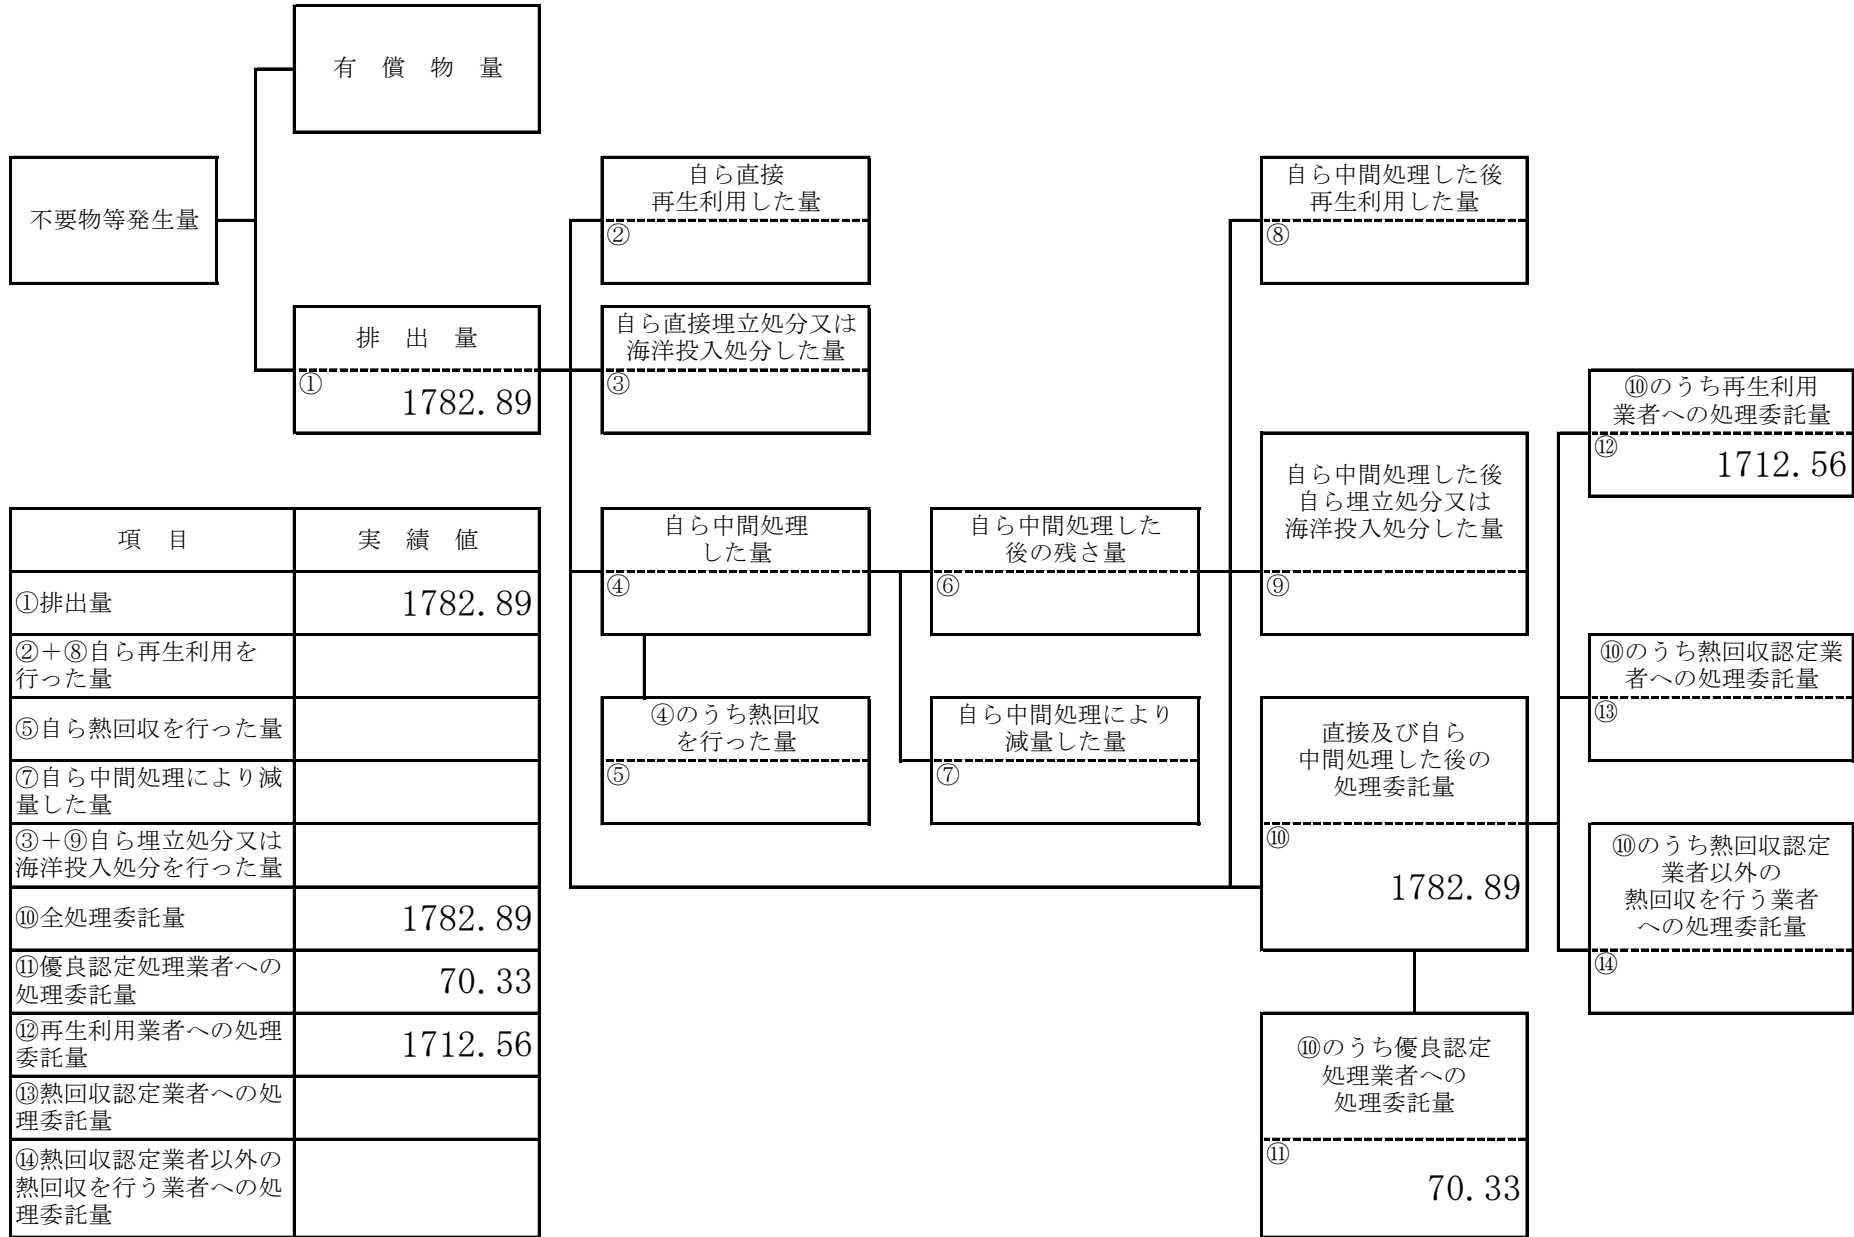 有　償　物　量
不要物等発生量
排　出　量
①
1782.89
自ら直接
再生利用した量
②
自ら直接埋立処分又は
海洋投入処分した量
③
自ら中間処理
した量
④
④のうち熱回収
を行った量
⑤
自ら中間処理した
後の残さ量
⑥
自ら中間処理により
減量した量
⑦
自ら中間処理した後
再生利用した量
⑧
自ら中間処理した後
自ら埋立処分又は
海洋投入処分した量
⑨
直接及び自ら
中間処理した後の
処理委託量
⑩
1782.89
⑩のうち優良認定
処理業者への
処理委託量
⑪
70.33
⑩のうち再生利用
業者への処理委託量
⑫
1712.56
⑩のうち熱回収認定業
者への処理委託量
⑬
⑩のうち熱回収認定
業者以外の
熱回収を行う業者
への処理委託量
⑭
項　目　実　績　値
①排出量　1782.89
②＋⑧自ら再生利用を
行った量
⑤自ら熱回収を行った量
⑦自ら中間処理により減
量した量
③＋⑨自ら埋立処分又は
海洋投入処分を行った量
⑩全処理委託量　1782.89
⑪優良認定処理業者への
処理委託量　70.33
⑫再生利用業者への処理
委託量　1712.56
⑬熱回収認定業者への処
理委託量
⑭熱回収認定業者以外の
熱回収を行う業者への処
理委託量